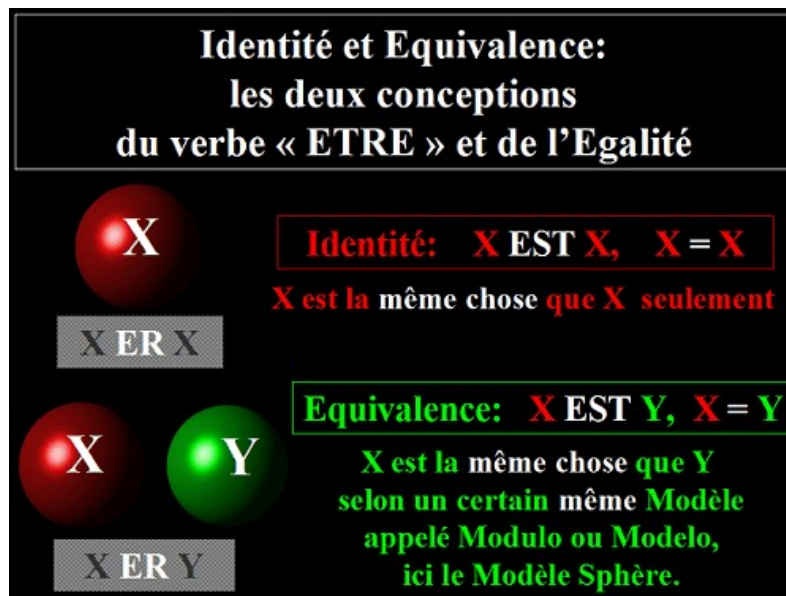 Identité et Equivalence:
les deux conceptions
du verbe « ETRE » et de l’Egalité
X
Identité: X EST X, X = X
X est la même chose que X seulement
X ER X
Equivalence: X EST Y, X = Y
X Y
X est la même chose que Y
selon un certain même Modèle
appelé Modulo ou Modelo,
ici le Modèle Sphère.
X ER Y